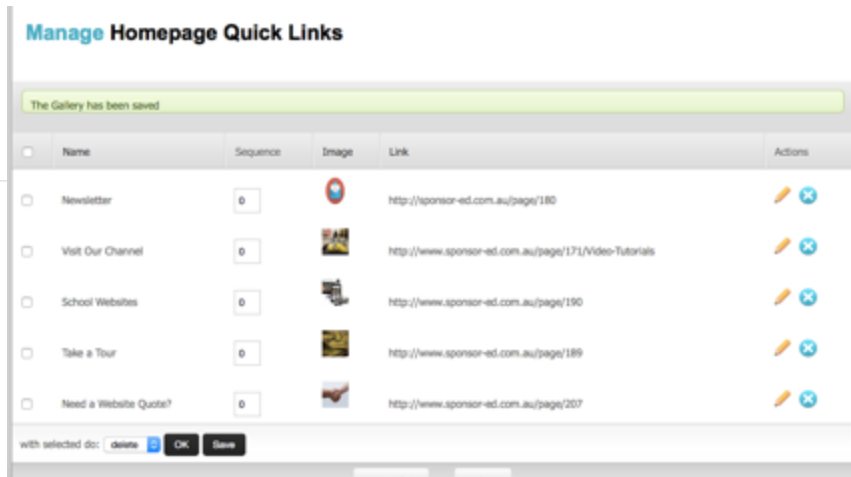 Manage Homepage Quick Links
The Gallery has been saved
Name Sequence Image Link Actions
Newsletter 0 http://sponsor-ed.com.au/page/180
Visit Our Channel 0 http://www.sponsor-ed.com.au/page/171/Video-Tutorials
School Websites 0 http://www.sponsor-ed.com.au/page/190
Take a Tour 0 http://www.sponsor-ed.com.au/page/189
Need a Website Quote? 0 http://www.sponsor-ed.com.au/page/207
with selected do: delete OK Save